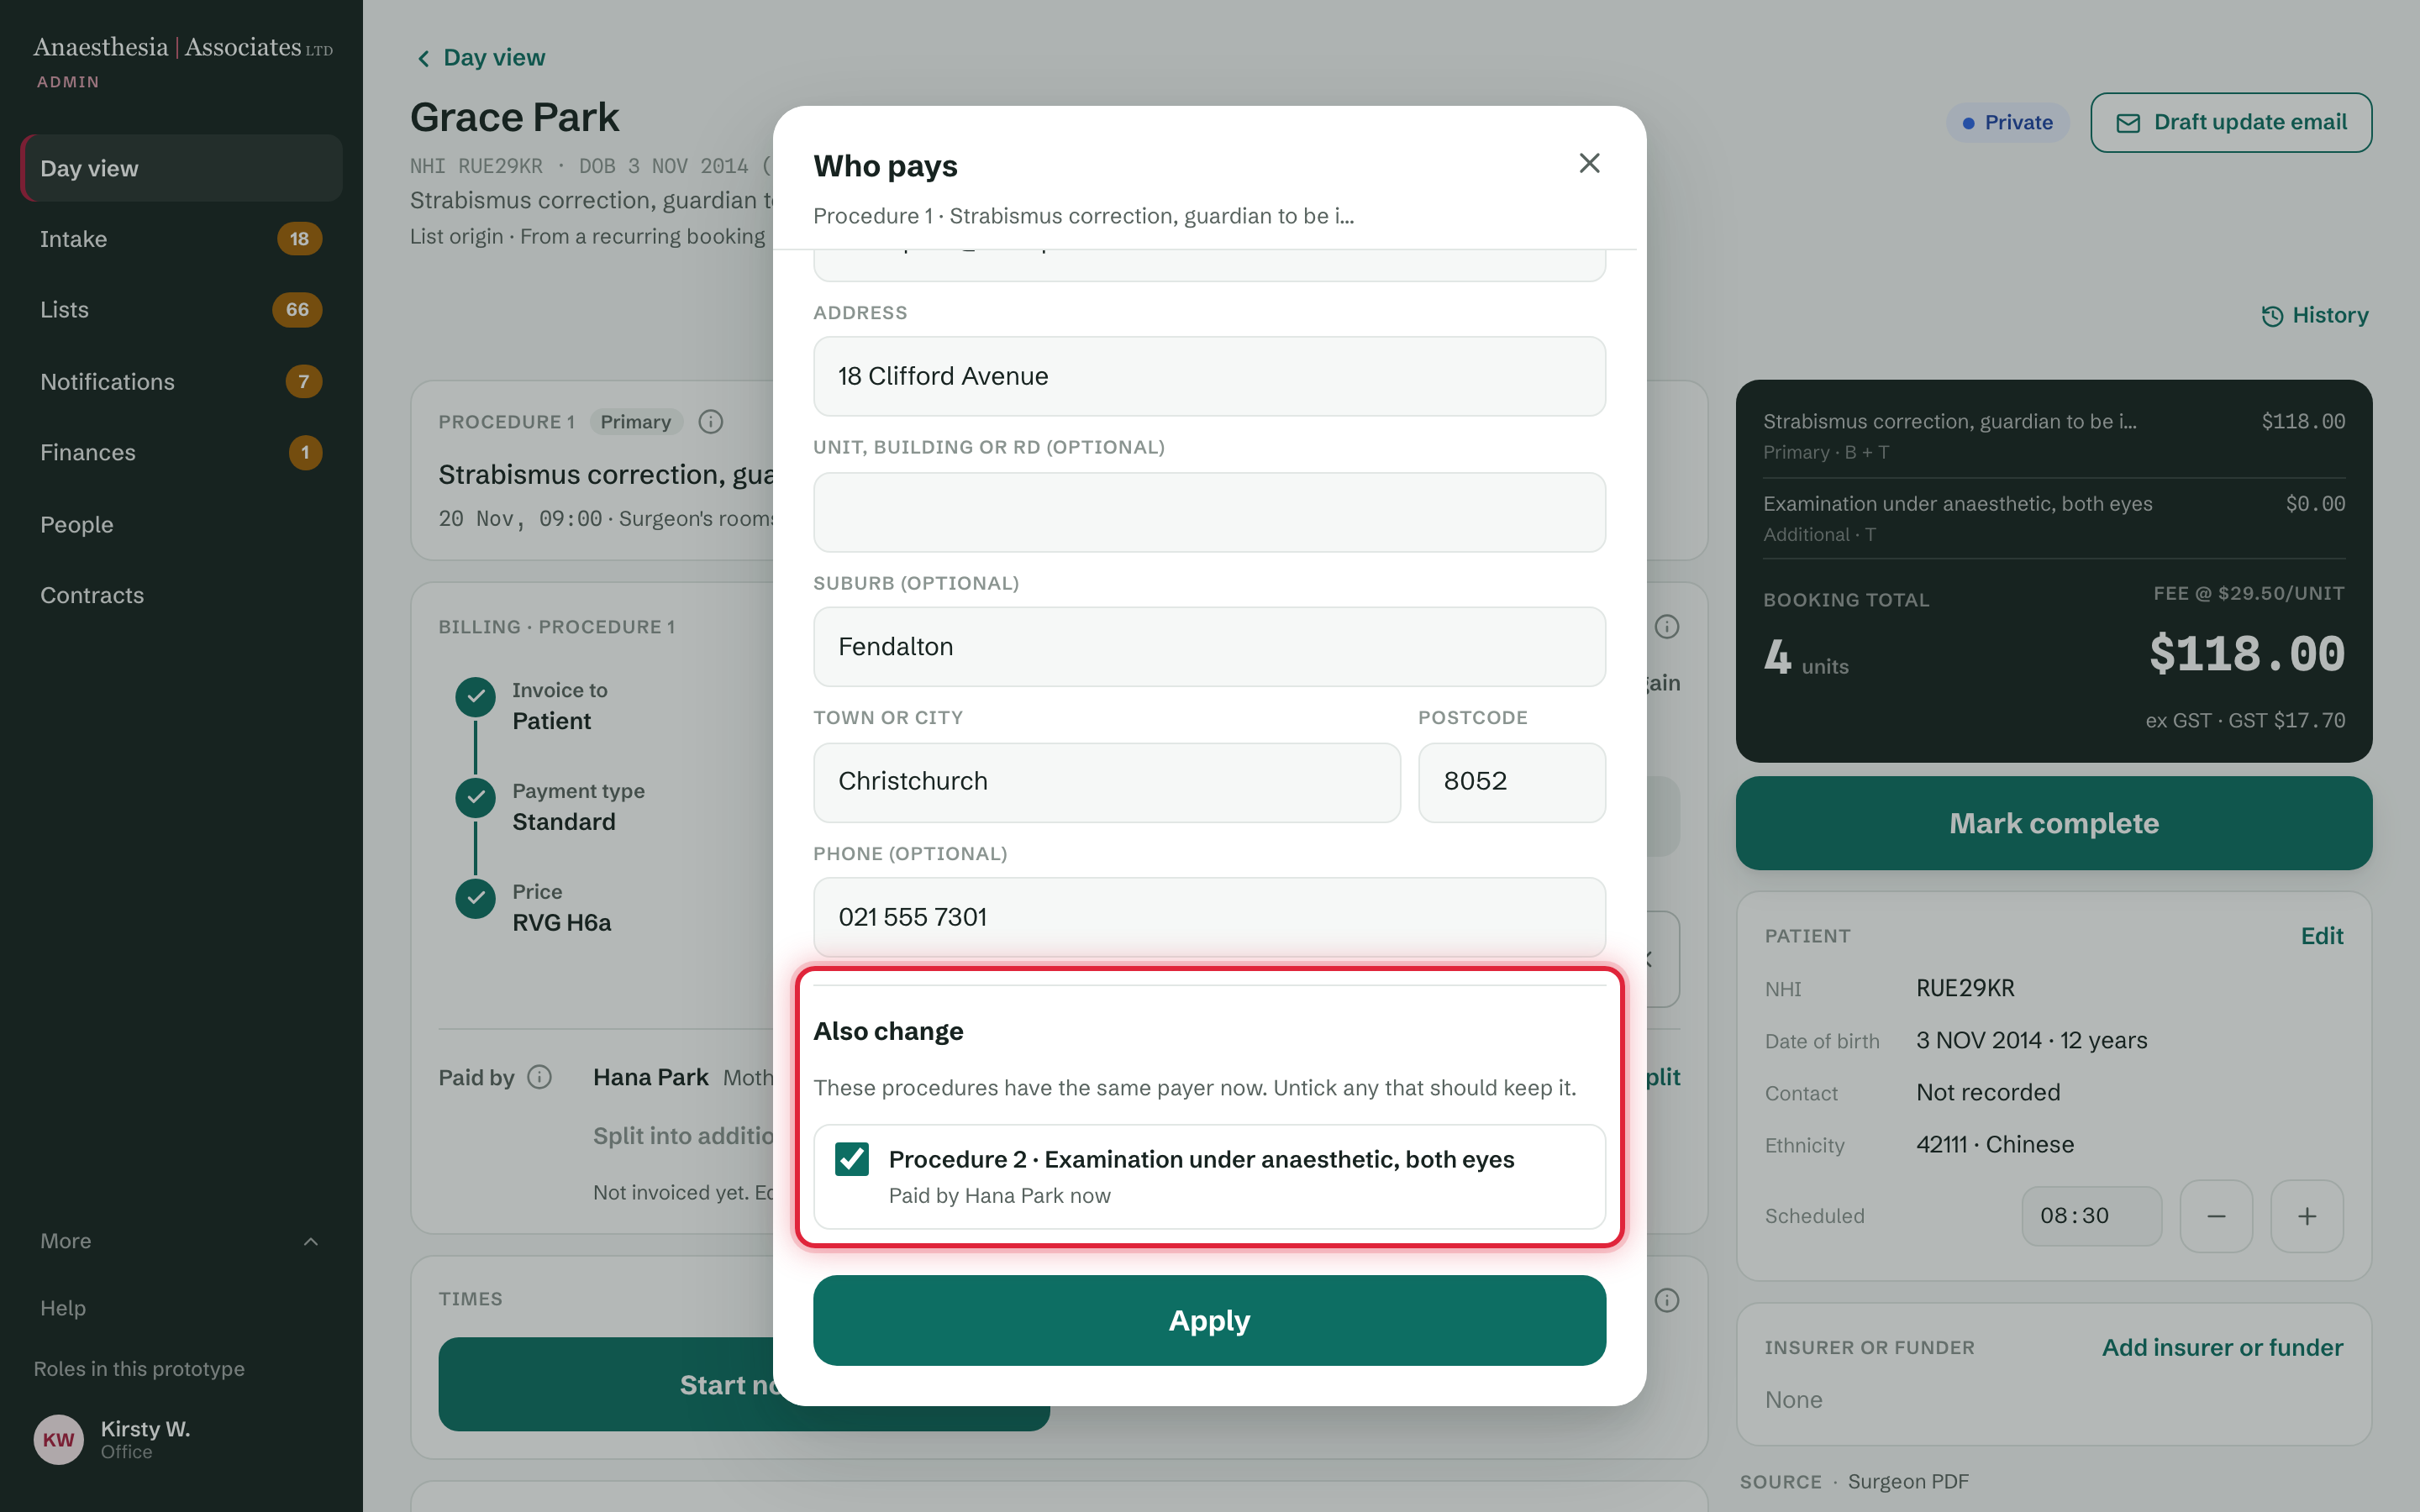 Anaesthesia | Associates LTD
ADMIN
Day view
Intake 18
Lists 66
Notifications 7
Finances 1
People
Contracts
More
Help
Roles in this prototype
KW
Kirsty W.
Office
Day view
Grace Park
NHI RUE29KR · DOB 3 NOV 2014 (
Strabismus correction, guardian t
List origin · From a recurring booking
Private
Draft update email
History
PROCEDURE 1 Primary
Strabismus correction, gua
20 Nov, 09:00 · Surgeon's rooms
BILLING · PROCEDURE 1
Invoice to
Patient
Payment type
Standard
Price
RVG H6a
gain
Paid by Hana Park Moth
plit
Split into additio
Not invoiced yet. Ed
TIMES
Start no
Who pays
Procedure 1 · Strabismus correction, guardian to be i...
ADDRESS
18 Clifford Avenue
UNIT, BUILDING OR RD (OPTIONAL)
SUBURB (OPTIONAL)
Fendalton
TOWN OR CITY POSTCODE
Christchurch 8052
PHONE (OPTIONAL)
021 555 7301
Also change
These procedures have the same payer now. Untick any that should keep it.
Procedure 2 · Examination under anaesthetic, both eyes
Paid by Hana Park now
Apply
Strabismus correction, guardian to be i... $118.00
Primary · B + T
Examination under anaesthetic, both eyes $0.00
Additional · T
BOOKING TOTAL FEE @ $29.50/UNIT
4 units $118.00
ex GST · GST $17.70
Mark complete
PATIENT Edit
NHI RUE29KR
Date of birth 3 NOV 2014 · 12 years
Contact Not recorded
Ethnicity 42111 · Chinese
Scheduled 08:30 − +
INSURER OR FUNDER Add insurer or funder
None
SOURCE · Surgeon PDF